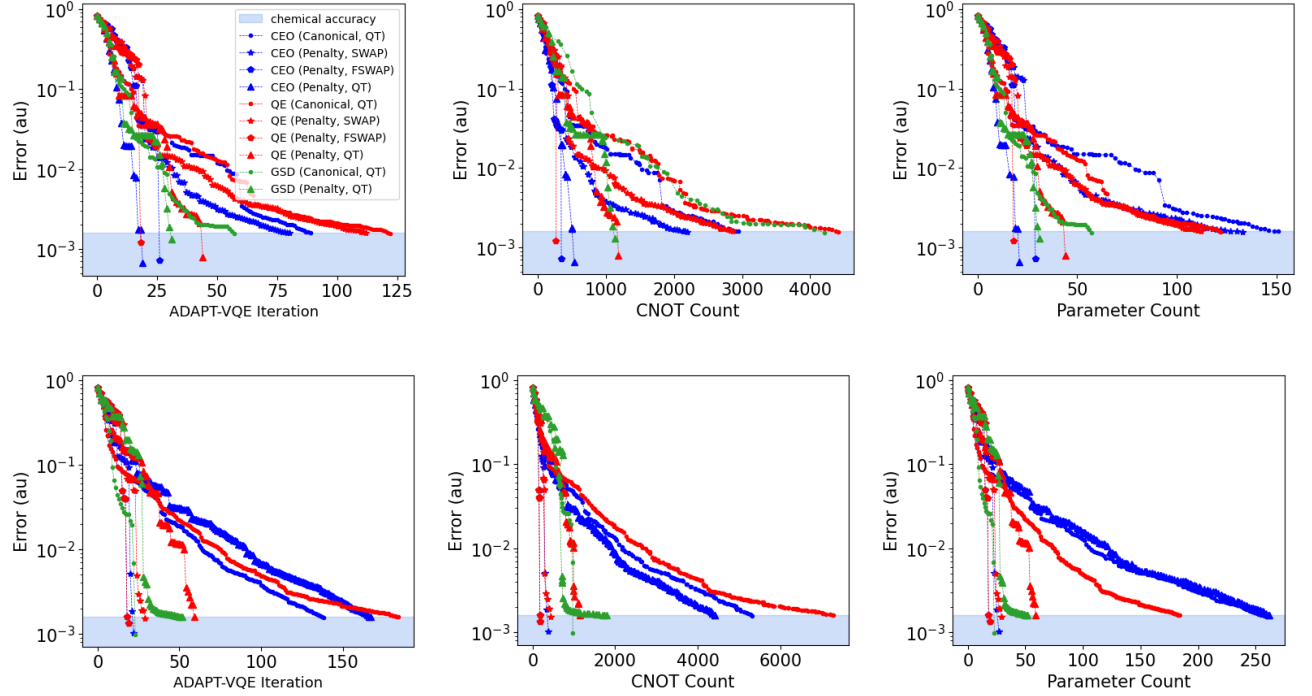 10⁰
10⁻¹
10⁻²
10⁻³
Error (au)
0 25 50 75 100 125
ADAPT-VQE Iteration
chemical accuracy
CEO (Canonical, QT)
CEO (Penalty, SWAP)
CEO (Penalty, FSWAP)
CEO (Penalty, QT)
QE (Canonical, QT)
QE (Penalty, SWAP)
QE (Penalty, FSWAP)
QE (Penalty, QT)
GSD (Canonical, QT)
GSD (Penalty, QT)
10⁰
10⁻¹
10⁻²
10⁻³
Error (au)
0 1000 2000 3000 4000
CNOT Count
10⁰
10⁻¹
10⁻²
10⁻³
Error (au)
0 50 100 150
Parameter Count
10⁰
10⁻¹
10⁻²
10⁻³
Error (au)
0 50 100 150
ADAPT-VQE Iteration
10⁰
10⁻¹
10⁻²
10⁻³
Error (au)
0 2000 4000 6000
CNOT Count
10⁰
10⁻¹
10⁻²
10⁻³
Error (au)
0 50 100 150 200 250
Parameter Count